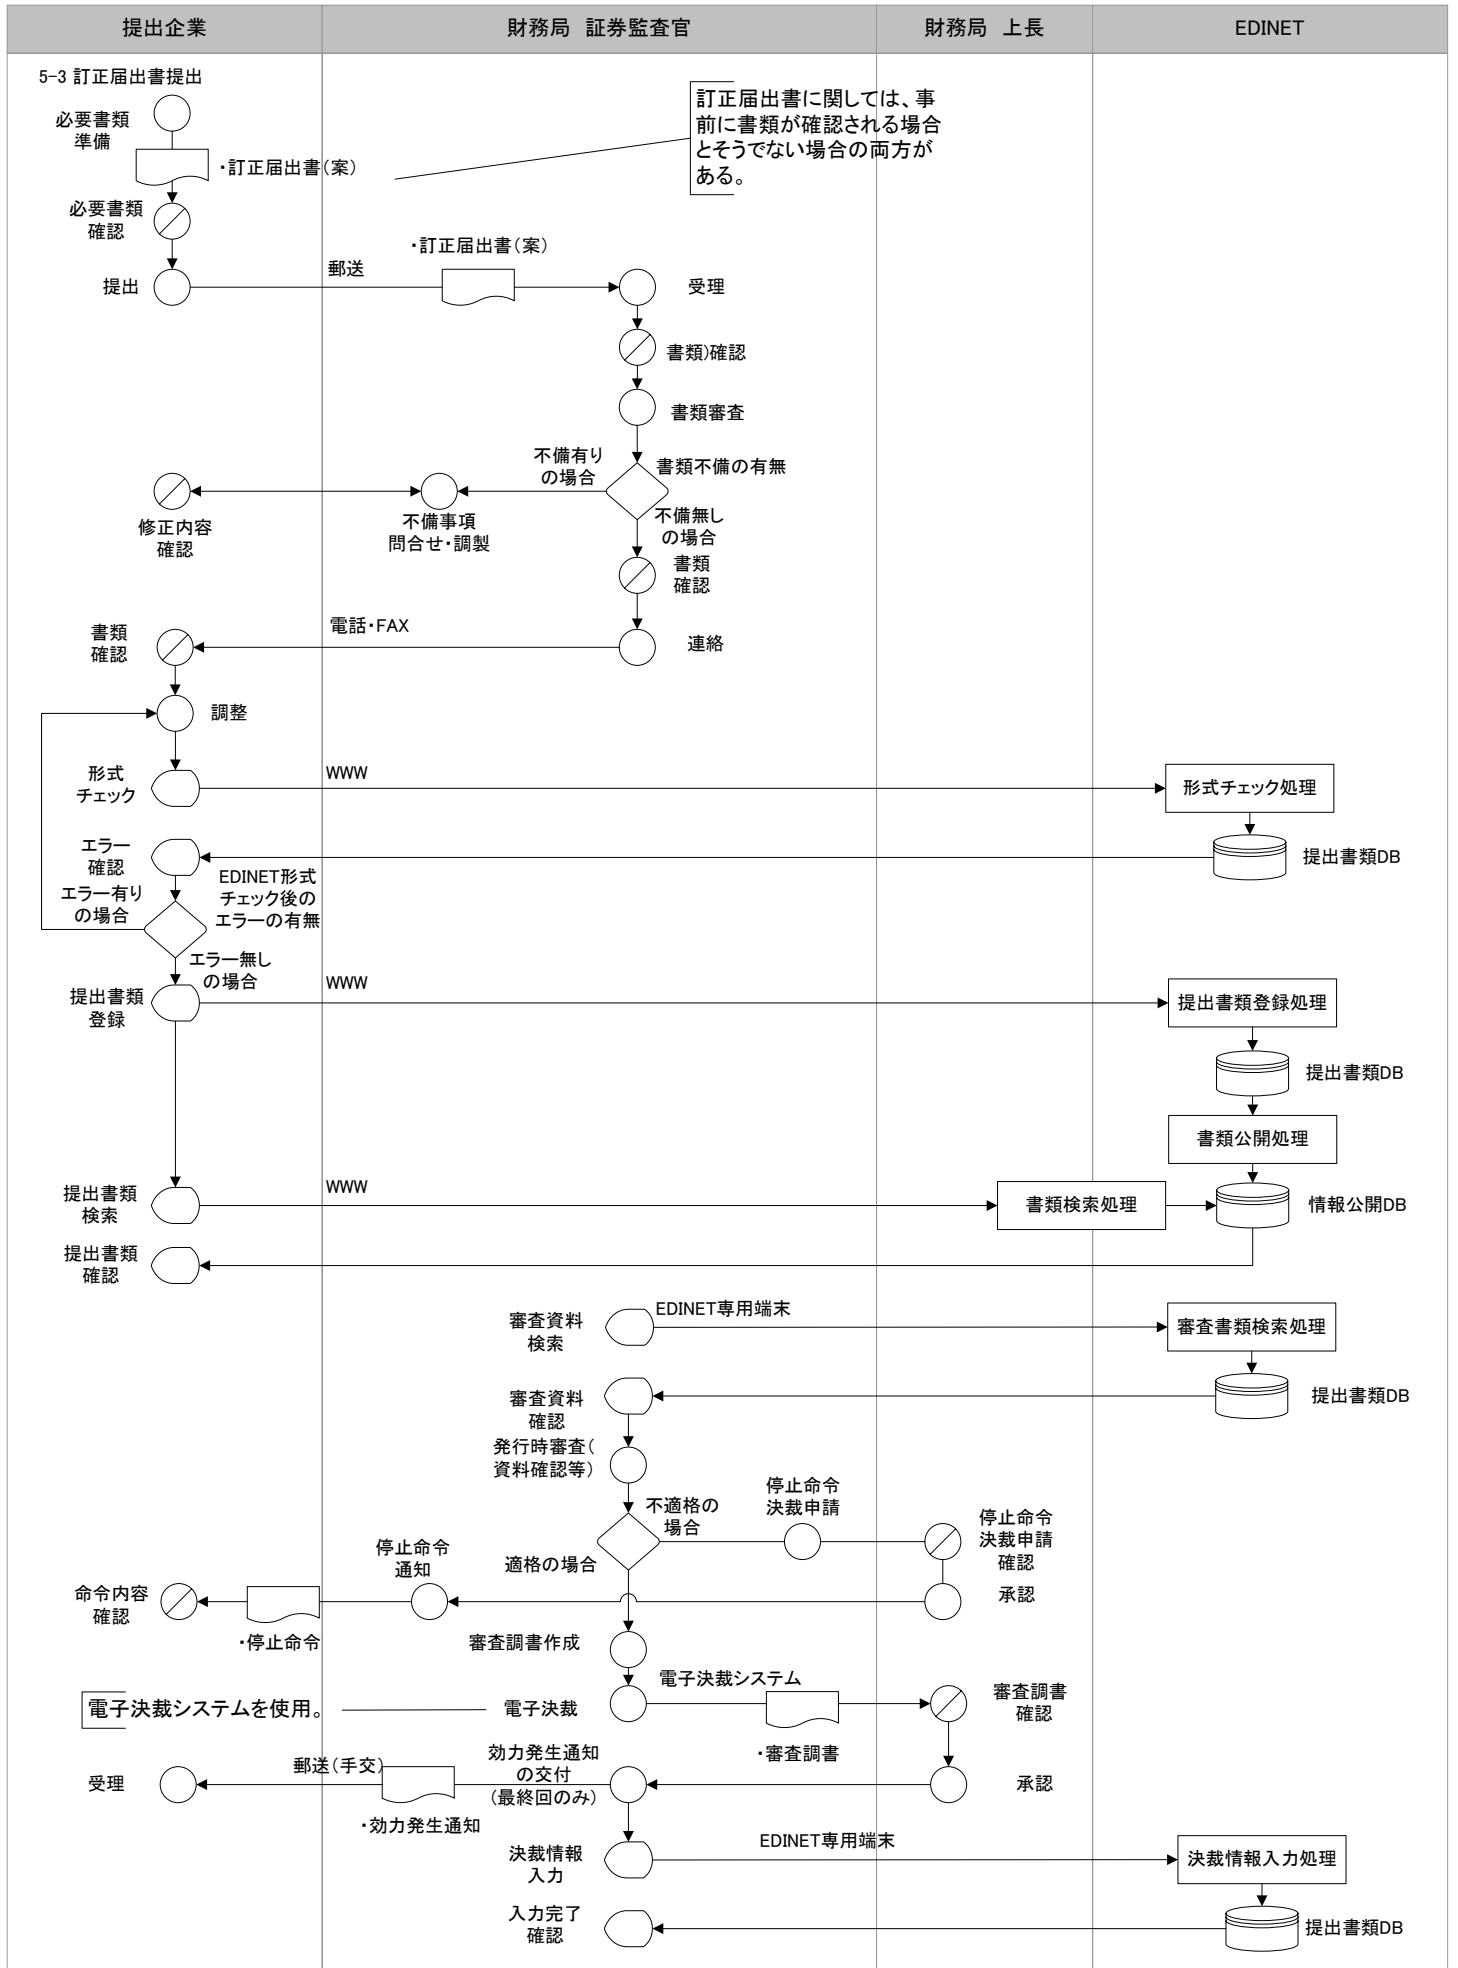 提出企業
財務局　証券監査官
財務局　上長
EDINET
5-3 訂正届出書提出
訂正届出書に関しては、事
前に書類が確認される場合
とそうでない場合の両方が
ある。
必要書類
準備
・訂正届出書（案）
必要書類
確認
・訂正届出書（案）
提出
郵送
受理
書類)確認
書類審査
不備有り
の場合
書類不備の有無
修正内容
確認
不備事項
問合せ・調製
不備無し
の場合
書類
確認
電話・FAX
連絡
書類
確認
調整
形式
チェック
WWW
形式チェック処理
エラー
確認
提出書類DB
EDINET形式
チェック後の
エラーの有無
エラー有り
の場合
エラー無し
の場合
提出書類
登録
WWW
提出書類登録処理
提出書類DB
書類公開処理
提出書類
検索
WWW
書類検索処理
情報公開DB
提出書類
確認
審査資料
検索
EDINET専用端末
審査書類検索処理
審査資料
確認
提出書類DB
発行時審査（
資料確認等）
不適格の
場合
停止命令
決裁申請
停止命令
決裁申請
確認
適格の場合
停止命令
通知
承認
命令内容
確認
・停止命令
審査調書作成
電子決裁システムを使用。
電子決裁
電子決裁システム
・審査調書
審査調書
確認
受理
郵送（手交）
・効力発生通知
効力発生通知
の交付
（最終回のみ）
承認
決裁情報
入力
EDINET専用端末
決裁情報入力処理
入力完了
確認
提出書類DB